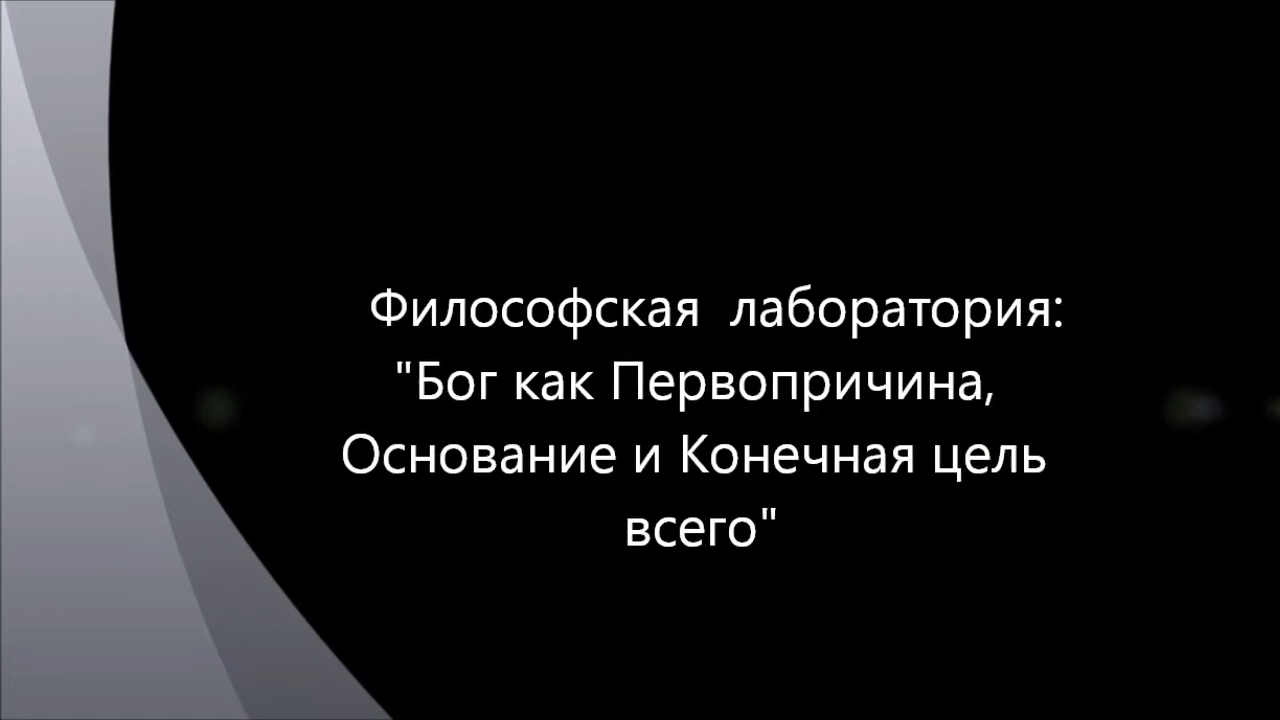 Философская лаборатория:
"Бог как Первопричина,
Основание и Конечная цель
всего"